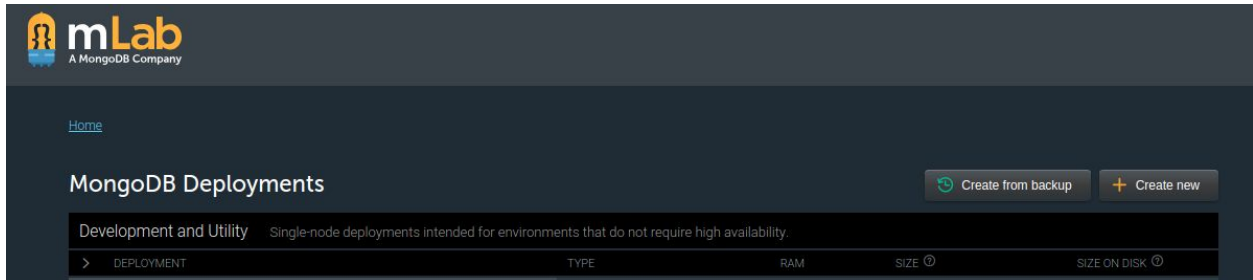 mLab
A MongoDB Company
Home
MongoDB Deployments
Create from backup
Create new
Development and Utility Single-node deployments intended for environments that do not require high availability.
DEPLOYMENT TYPE RAM SIZE SIZE ON DISK